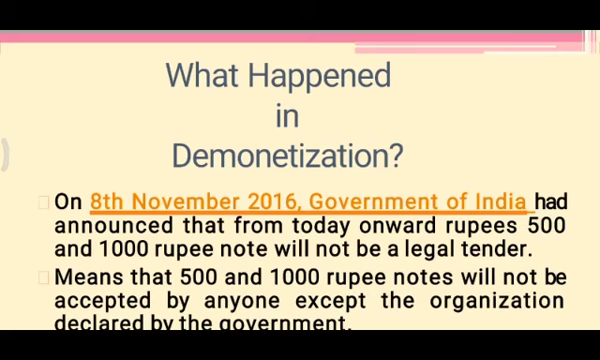 What Happened
in
Demonetization?
On 8th November 2016, Government of India had
announced that from today onward rupees 500
and 1000 rupee note will not be a legal tender.
Means that 500 and 1000 rupee notes will not be
accepted by anyone except the organization
declared by the government.